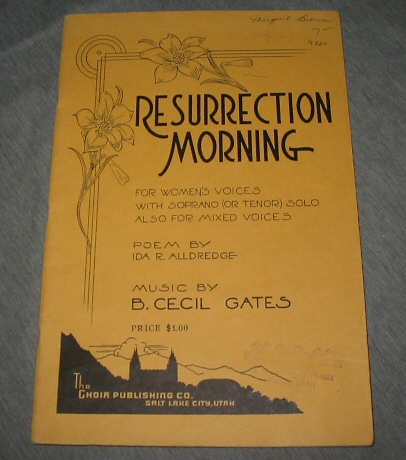 RESURRECTION
MORNING
FOR WOMEN'S VOICES
WITH SOPRANO (OR TENOR) SOLO
ALSO FOR MIXED VOICES
POEM BY
IDA R. ALLDREDGE
MUSIC BY
B. CECIL GATES
PRICE $1.00
The
CHOIR PUBLISHING CO.
SALT LAKE CITY, UTAH